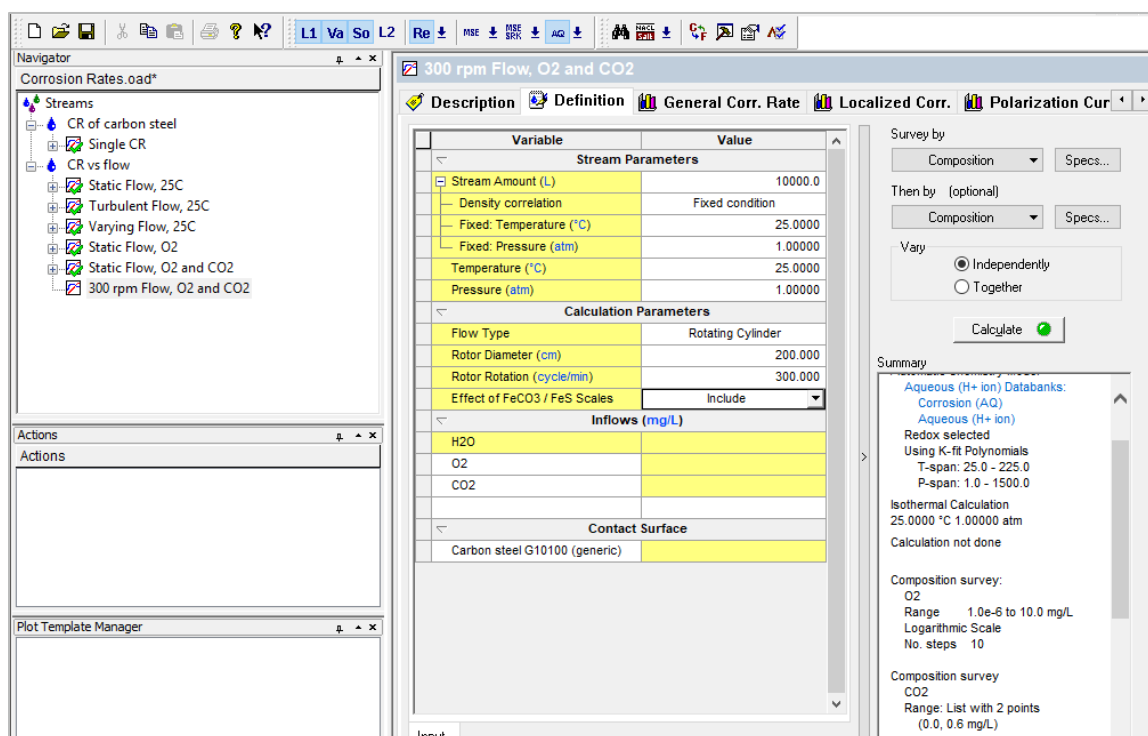 L1 Va So L2 Re MSE MSE SRK AQ
Navigator
Corrosion Rates.oad*
Streams
CR of carbon steel
Single CR
CR vs flow
Static Flow, 25C
Turbulent Flow, 25C
Varying Flow, 25C
Static Flow, O2
Static Flow, O2 and CO2
300 rpm Flow, O2 and CO2
Actions
Actions
Plot Template Manager
300 rpm Flow, O2 and CO2
Description Definition General Corr. Rate Localized Corr. Polarization Cur
Variable Value
Stream Parameters
Stream Amount (L) 10000.0
Density correlation Fixed condition
Fixed: Temperature (°C) 25.0000
Fixed: Pressure (atm) 1.00000
Temperature (°C) 25.0000
Pressure (atm) 1.00000
Calculation Parameters
Flow Type Rotating Cylinder
Rotor Diameter (cm) 200.000
Rotor Rotation (cycle/min) 300.000
Effect of FeCO3 / FeS Scales Include
Inflows (mg/L)
H2O
O2
CO2
Contact Surface
Carbon steel G10100 (generic)
Input
Survey by
Composition Specs...
Then by (optional)
Composition Specs...
Vary
Independently
Together
Calculate
Summary
Automatic Chemistry Model
Aqueous (H+ ion) Databanks:
Corrosion (AQ)
Aqueous (H+ ion)
Redox selected
Using K-fit Polynomials
T-span: 25.0 - 225.0
P-span: 1.0 - 1500.0
Isothermal Calculation
25.0000 °C 1.00000 atm
Calculation not done
Composition survey:
O2
Range 1.0e-6 to 10.0 mg/L
Logarithmic Scale
No. steps 10
Composition survey
CO2
Range: List with 2 points
(0.0, 0.6 mg/L)